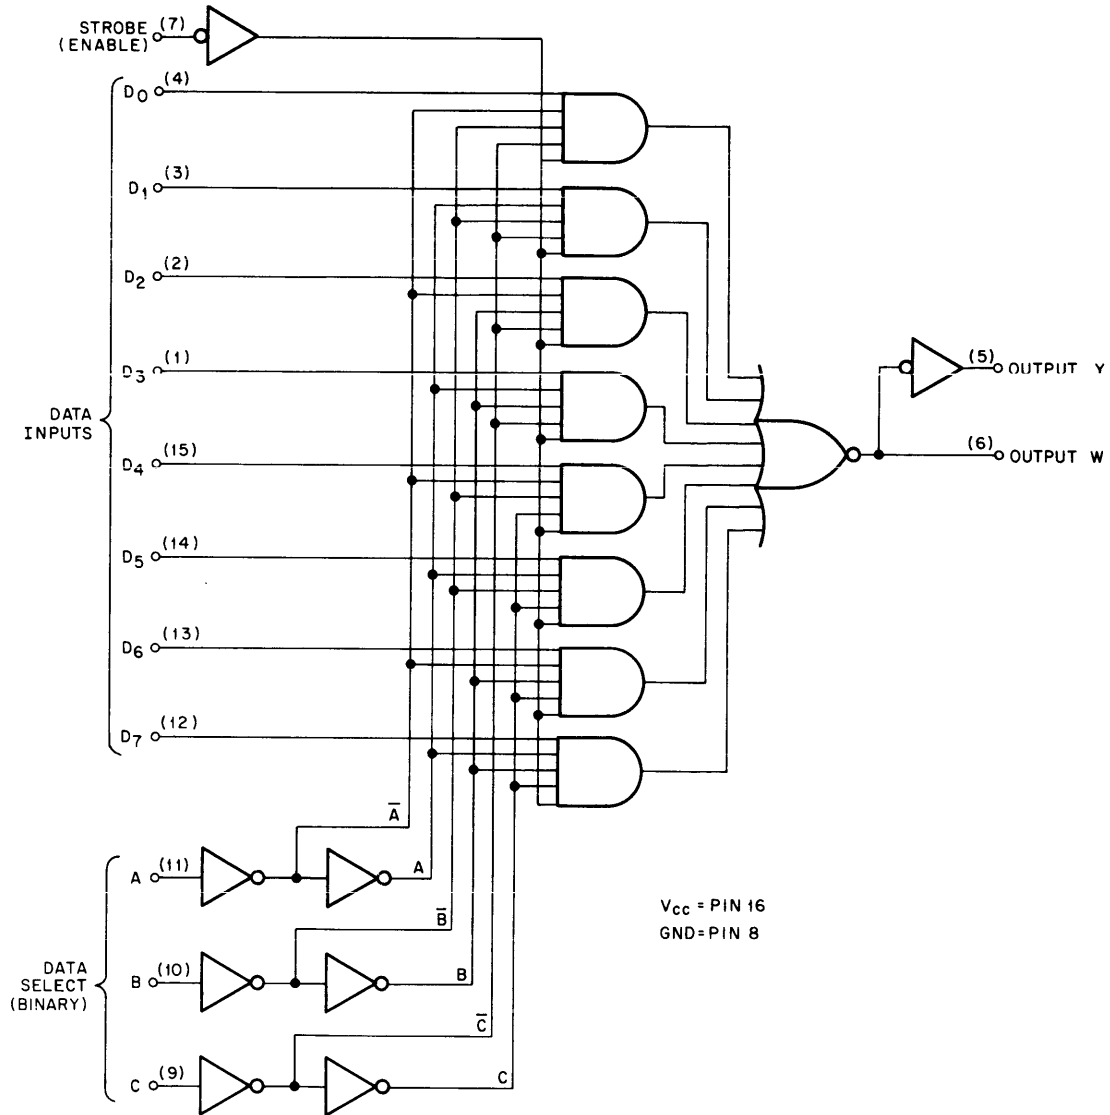 STROBE (7)
(ENABLE)
D0 (4)
D1 (3)
D2 (2)
D3 (1)
DATA
INPUTS
D4 (15)
D5 (14)
D6 (13)
D7 (12)
(5) OUTPUT Y
(6) OUTPUT W
A̅
A (11)
A
B̅
DATA
SELECT
(BINARY)
B (10)
B
C̅
C (9)
C
VCC = PIN 16
GND=PIN 8